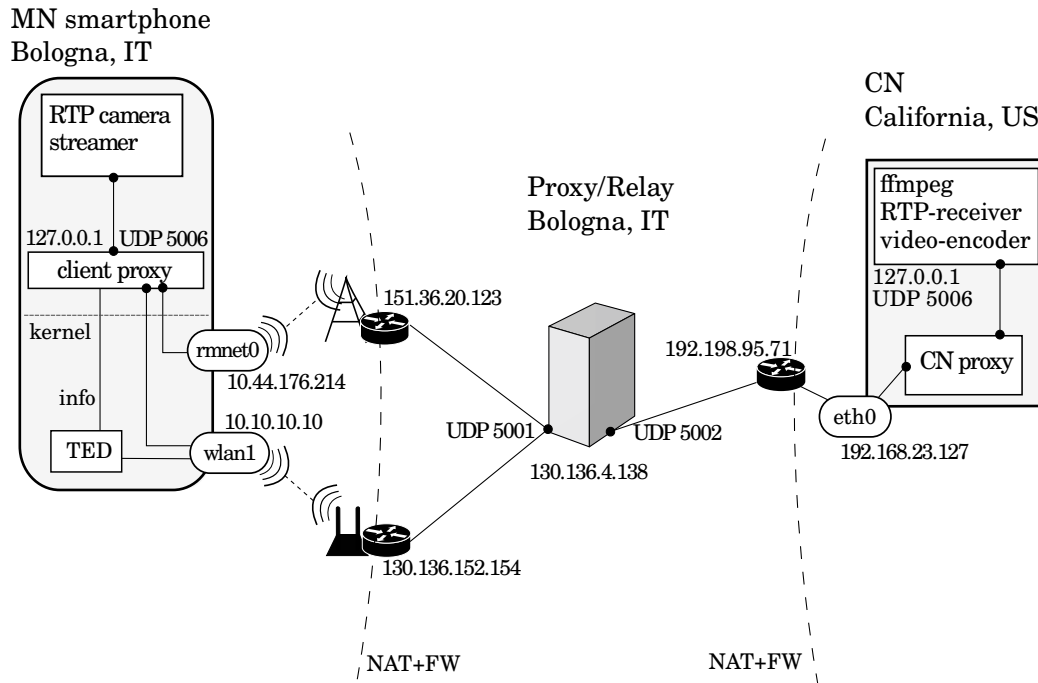 MN smartphone
Bologna, IT
RTP camera
streamer
127.0.0.1
UDP 5006
client proxy
kernel
rmnet0
10.44.176.214
info
10.10.10.10
TED
wlan1
151.36.20.123
130.136.152.154
NAT+FW
Proxy/Relay
Bologna, IT
UDP 5001
UDP 5002
130.136.4.138
192.198.95.71
NAT+FW
CN
California, US
ffmpeg
RTP-receiver
video-encoder
127.0.0.1
UDP 5006
CN proxy
eth0
192.168.23.127